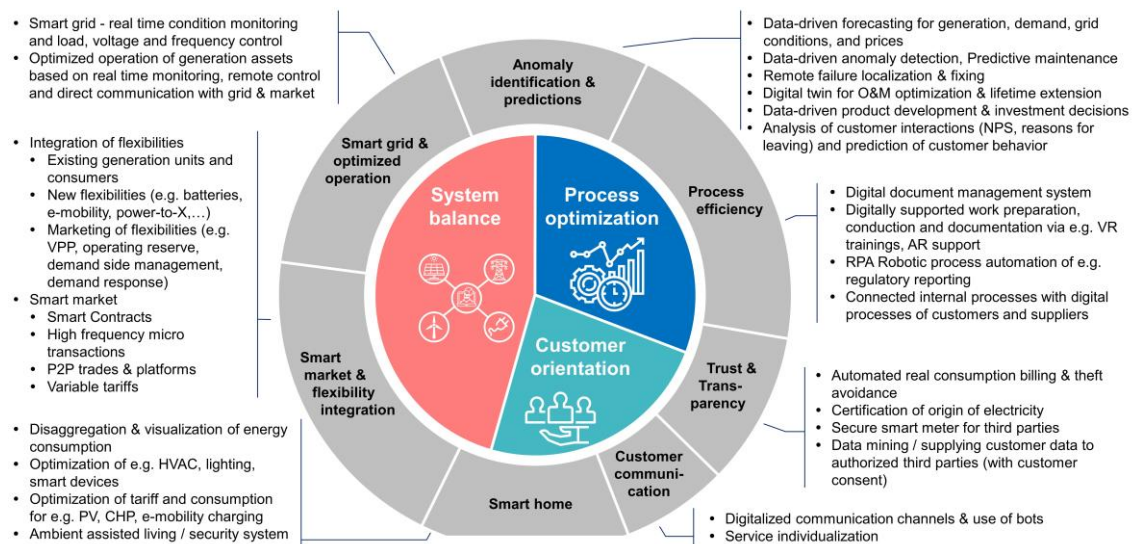 • Smart grid - real time condition monitoring
and load, voltage and frequency control
• Optimized operation of generation assets
based on real time monitoring, remote control
and direct communication with grid & market
• Integration of flexibilities
• Existing generation units and
consumers
• New flexibilities (e.g. batteries,
e-mobility, power-to-X,…)
• Marketing of flexibilities (e.g.
VPP, operating reserve,
demand side management,
demand response)
• Smart market
• Smart Contracts
• High frequency micro
transactions
• P2P trades & platforms
• Variable tariffs
• Disaggregation & visualization of energy
consumption
• Optimization of e.g. HVAC, lighting,
smart devices
• Optimization of tariff and consumption
for e.g. PV, CHP, e-mobility charging
• Ambient assisted living / security system
Anomaly
identification &
predictions
Smart grid &
optimized
operation
Process
efficiency
System
balance
Process
optimization
Customer
orientation
Smart
market &
flexibility
integration
Trust &
Trans-
parency
Customer
communi-
cation
Smart home
• Data-driven forecasting for generation, demand, grid
conditions, and prices
• Data-driven anomaly detection, Predictive maintenance
• Remote failure localization & fixing
• Digital twin for O&M optimization & lifetime extension
• Data-driven product development & investment decisions
• Analysis of customer interactions (NPS, reasons for
leaving) and prediction of customer behavior
• Digital document management system
• Digitally supported work preparation,
conduction and documentation via e.g. VR
trainings, AR support
• RPA Robotic process automation of e.g.
regulatory reporting
• Connected internal processes with digital
processes of customers and suppliers
• Automated real consumption billing & theft
avoidance
• Certification of origin of electricity
• Secure smart meter for third parties
• Data mining / supplying customer data to
authorized third parties (with customer
consent)
• Digitalized communication channels & use of bots
• Service individualization